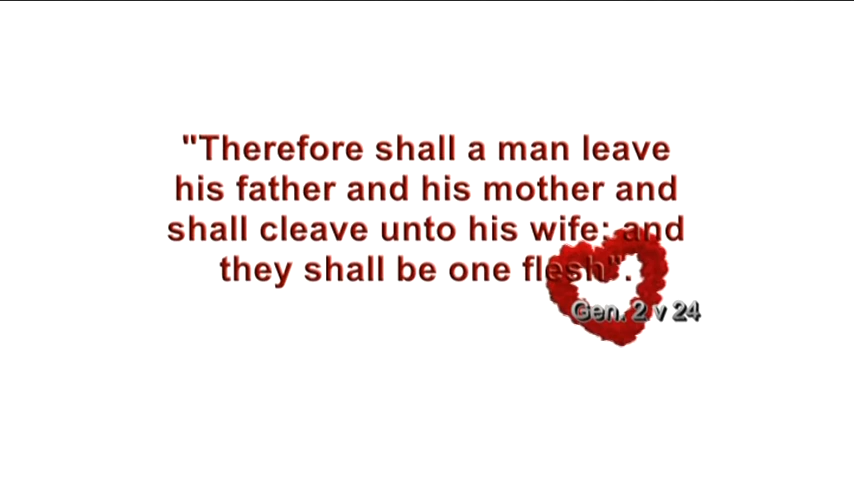 "Therefore shall a man leave
his father and his mother and
shall cleave unto his wife: and
they shall be one flesh".
Gen. 2 v 24